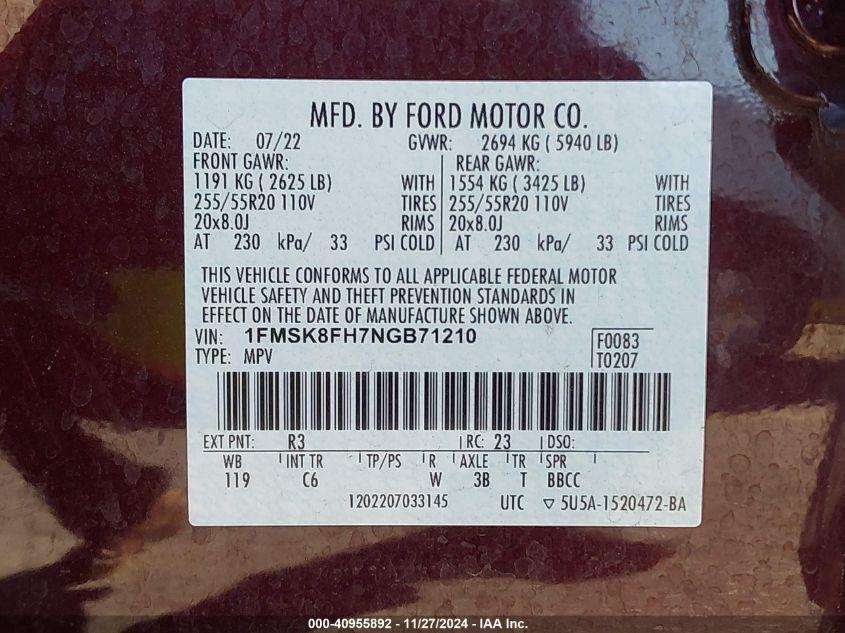 MFD. BY FORD MOTOR CO.
DATE: 07/22 GVWR: 2694 KG ( 5940 LB)
FRONT GAWR: REAR GAWR:
1191 KG ( 2625 LB) WITH 1554 KG ( 3425 LB) WITH
255/55R20 110V TIRES 255/55R20 110V TIRES
20x8.0J RIMS 20x8.0J RIMS
AT 230 kPa/ 33 PSI COLD AT 230 kPa/ 33 PSI COLD
THIS VEHICLE CONFORMS TO ALL APPLICABLE FEDERAL MOTOR
VEHICLE SAFETY AND THEFT PREVENTION STANDARDS IN
EFFECT ON THE DATE OF MANUFACTURE SHOWN ABOVE.
VIN: 1FMSK8FH7NGB71210 F0083
TYPE: MPV T0207
EXT PNT: R3 RC: 23 DSO:
WB INT TR TP/PS R AXLE TR SPR
119 C6 W 3B T BBCC
1202207033145 UTC ▽ 5U5A-1520472-BA
000-40955892 - 11/27/2024 - IAA Inc.